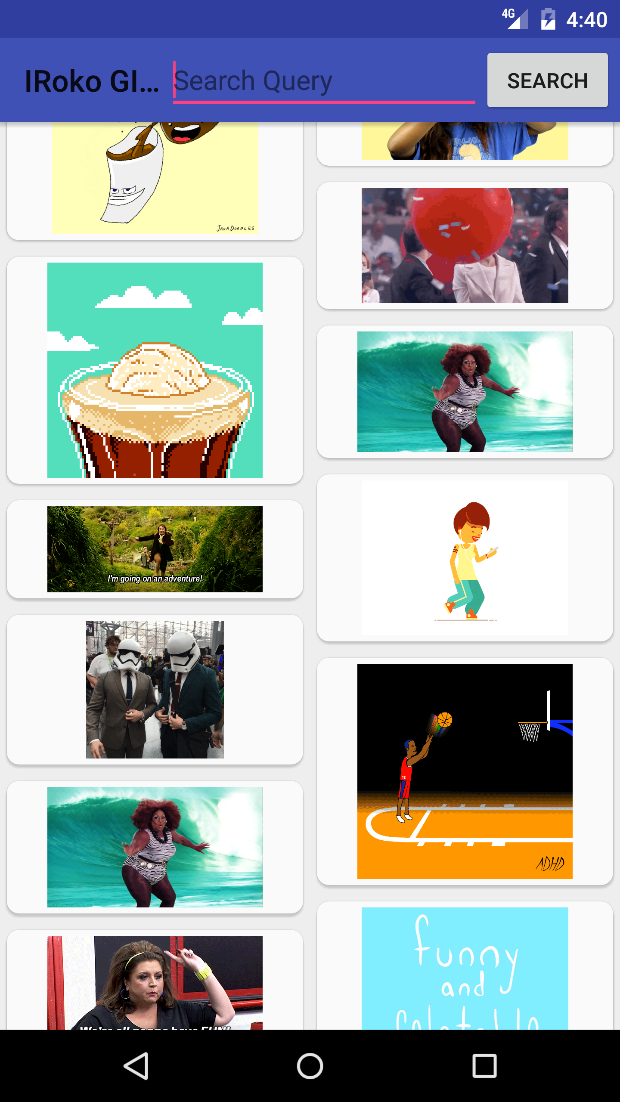 4G
4:40
IRoko GI...
Search Query
SEARCH
I'm going on an adventure!
ADHD
funny
and